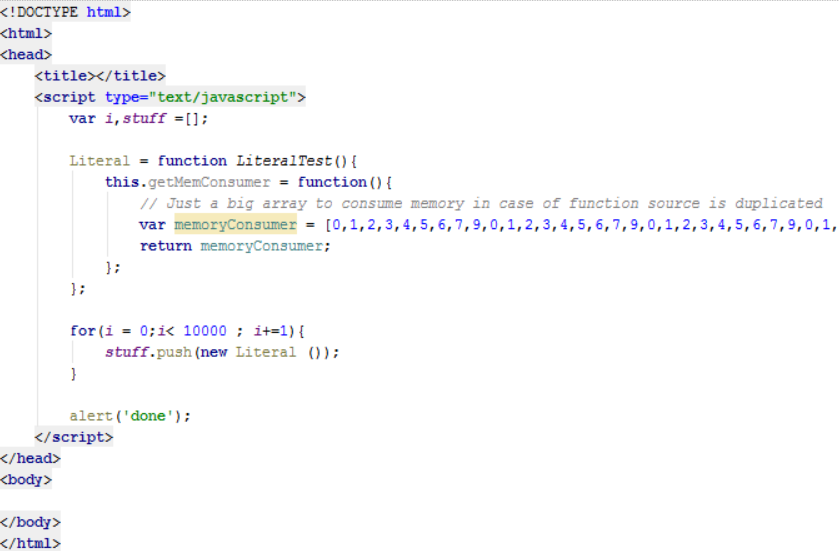 <!DOCTYPE html>
<html>
<head>
    <title></title>
    <script type="text/javascript">
        var i,stuff =[];

        Literal = function LiteralTest(){
            this.getMemConsumer = function(){
                // Just a big array to consume memory in case of function source is duplicated
                var memoryConsumer = [0,1,2,3,4,5,6,7,9,0,1,2,3,4,5,6,7,9,0,1,2,3,4,5,6,7,9,0,1,
                return memoryConsumer;
            };
        };

        for(i = 0;i< 10000 ; i+=1){
            stuff.push(new Literal ());
        }

        alert('done');
    </script>
</head>
<body>

</body>
</html>